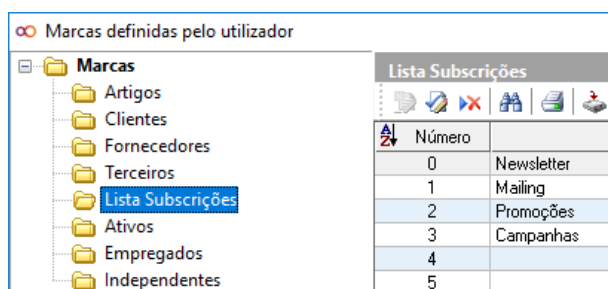 Marcas definidas pelo utilizador
Marcas
Artigos
Clientes
Fornecedores
Terceiros
Lista Subscrições
Ativos
Empregados
Independentes
Lista Subscrições
Número
0 Newsletter
1 Mailing
2 Promoções
3 Campanhas
4
5